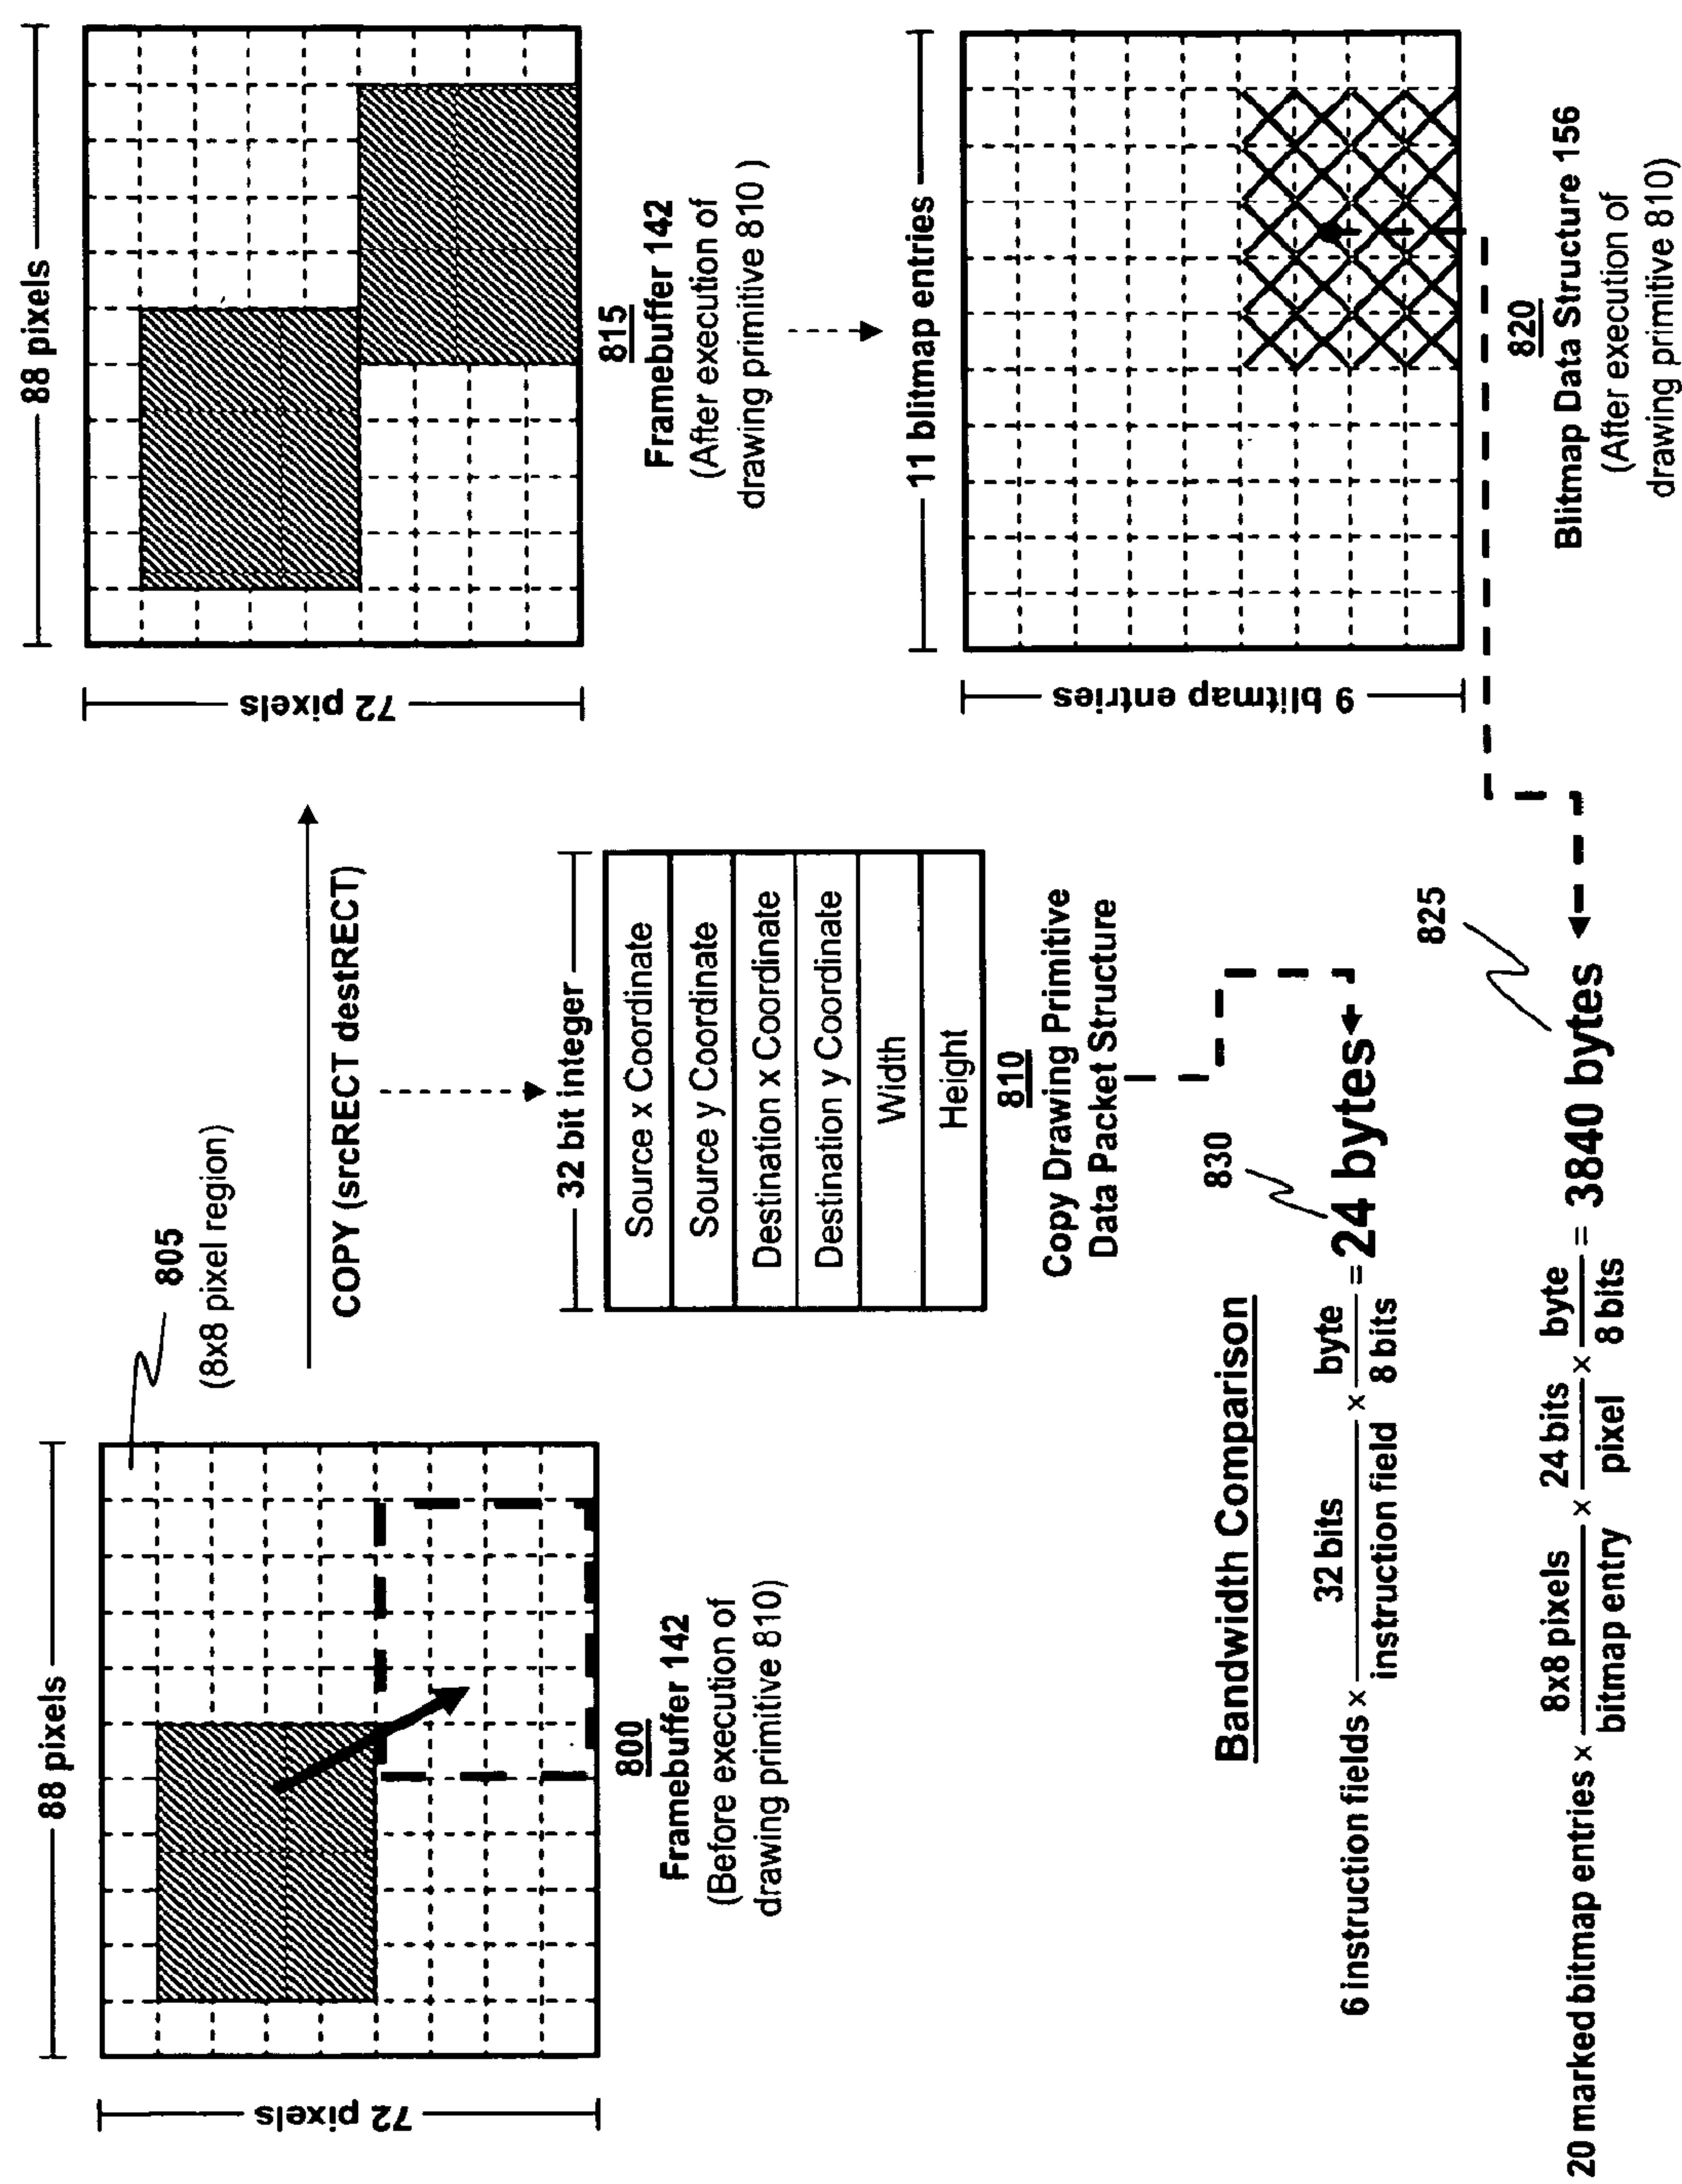 88 pixels
72 pixels
805
(8x8 pixel region)
800
Framebuffer 142
(Before execution of
drawing primitive 810)
COPY (srcRECT destRECT)
32 bit integer
Source x Coordinate
Source y Coordinate
Destination x Coordinate
Destination y Coordinate
Width
Height
810
Copy Drawing Primitive
Data Packet Structure
88 pixels
72 pixels
815
Framebuffer 142
(After execution of
drawing primitive 810 )
11 blitmap entries
9 blitmap entries
820
Blitmap Data Structure 156
(After execution of
drawing primitive 810)
Bandwidth Comparison
830
6 instruction fields × 32 bits / instruction field × byte / 8 bits = 24 bytes
825
20 marked bitmap entries × 8x8 pixels / bitmap entry × 24 bits / pixel × byte / 8 bits = 3840 bytes